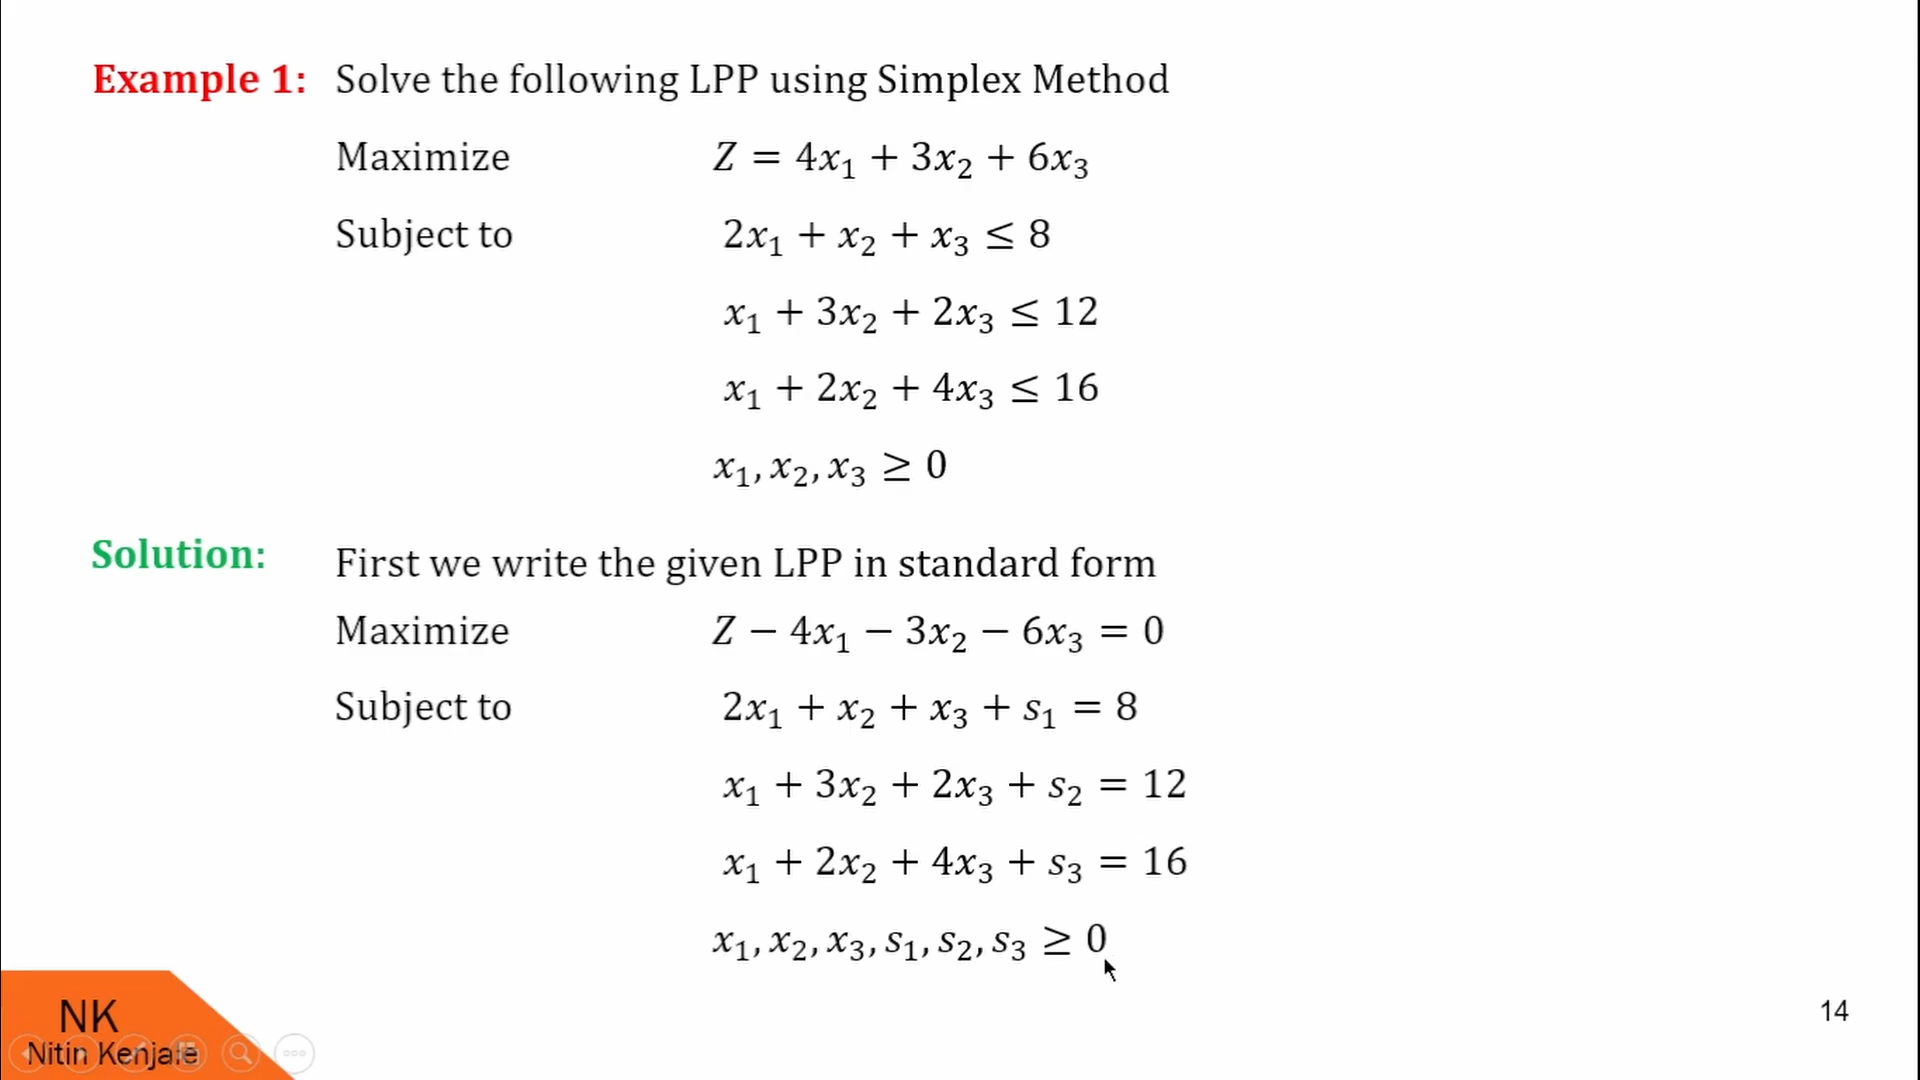 Example 1: Solve the following LPP using Simplex Method
Maximize Z = 4x₁ + 3x₂ + 6x₃
Subject to 2x₁ + x₂ + x₃ ≤ 8
x₁ + 3x₂ + 2x₃ ≤ 12
x₁ + 2x₂ + 4x₃ ≤ 16
x₁, x₂, x₃ ≥ 0
Solution: First we write the given LPP in standard form
Maximize Z − 4x₁ − 3x₂ − 6x₃ = 0
Subject to 2x₁ + x₂ + x₃ + s₁ = 8
x₁ + 3x₂ + 2x₃ + s₂ = 12
x₁ + 2x₂ + 4x₃ + s₃ = 16
x₁, x₂, x₃, s₁, s₂, s₃ ≥ 0
NK
Nitin Kenjale
14